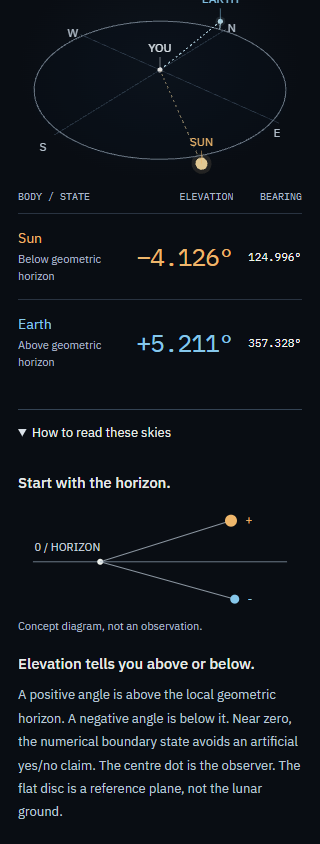 EARTH
W
N
YOU
SUN
E
S
BODY / STATE ELEVATION BEARING
Sun
Below geometric
horizon
−4.126° 124.996°
Earth
Above geometric
horizon
+5.211° 357.328°
▼ How to read these skies
Start with the horizon.
+
0 / HORIZON
-
Concept diagram, not an observation.
Elevation tells you above or below.
A positive angle is above the local geometric
horizon. A negative angle is below it. Near zero,
the numerical boundary state avoids an artificial
yes/no claim. The centre dot is the observer. The
flat disc is a reference plane, not the lunar
ground.